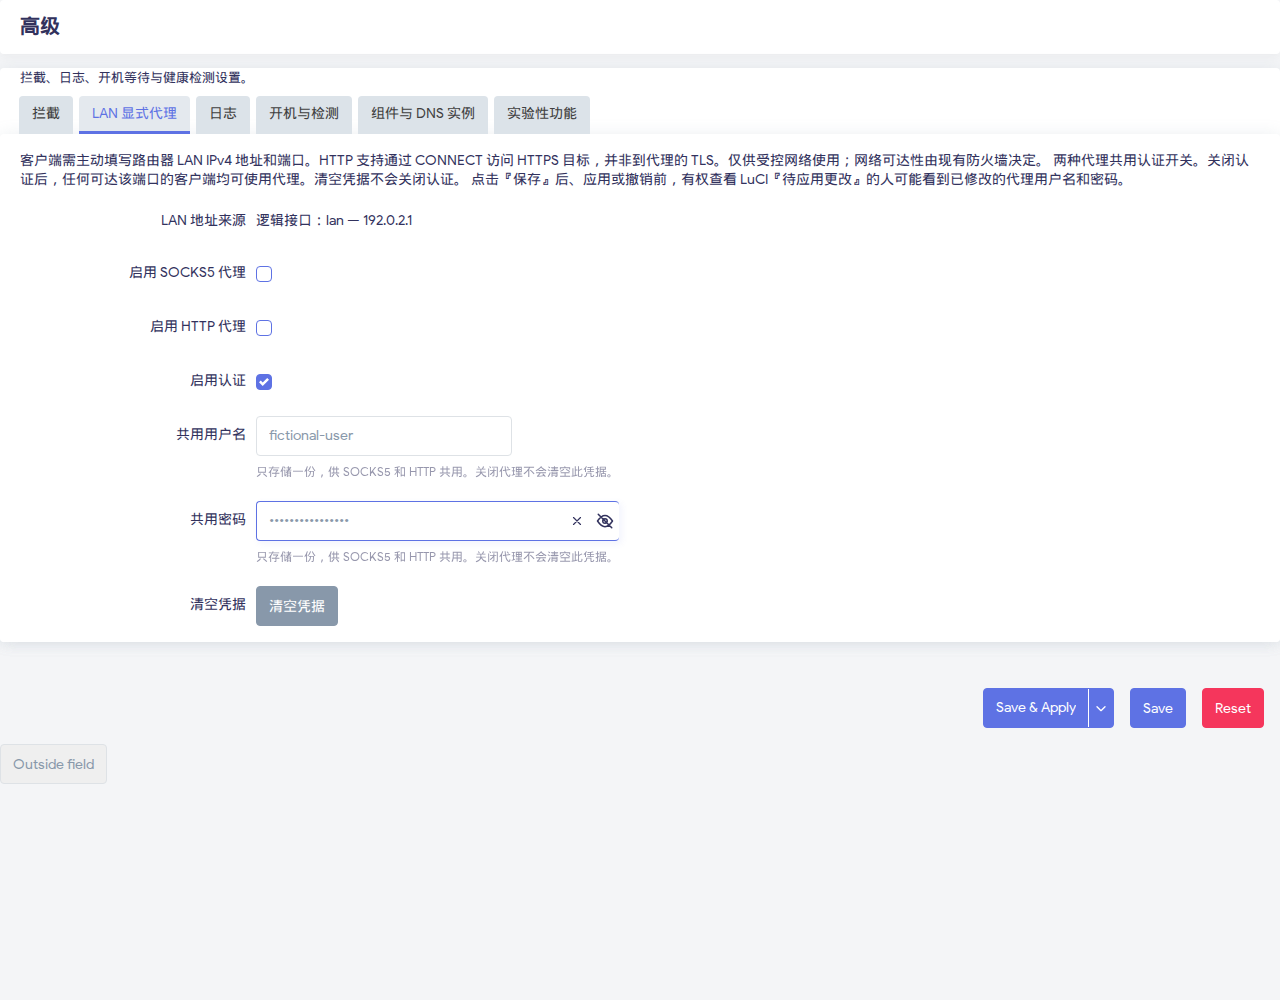 高级
拦截、日志、开机等待与健康检测设置。
拦截 LAN 显式代理 日志 开机与检测 组件与 DNS 实例 实验性功能
客户端需主动填写路由器 LAN IPv4 地址和端口。HTTP 支持通过 CONNECT 访问 HTTPS 目标，并非到代理的 TLS。仅供受控网络使用；网络可达性由现有防火墙决定。 两种代理共用认证开关。关闭认
证后，任何可达该端口的客户端均可使用代理。清空凭据不会关闭认证。 点击『保存』后、应用或撤销前，有权查看 LuCI『待应用更改』的人可能看到已修改的代理用户名和密码。
LAN 地址来源 逻辑接口：lan — 192.0.2.1
启用 SOCKS5 代理
启用 HTTP 代理
启用认证
共用用户名 fictional-user
只存储一份，供 SOCKS5 和 HTTP 共用。关闭代理不会清空此凭据。
共用密码 ••••••••••••••••
只存储一份，供 SOCKS5 和 HTTP 共用。关闭代理不会清空此凭据。
清空凭据 清空凭据
Save & Apply Save Reset
Outside field